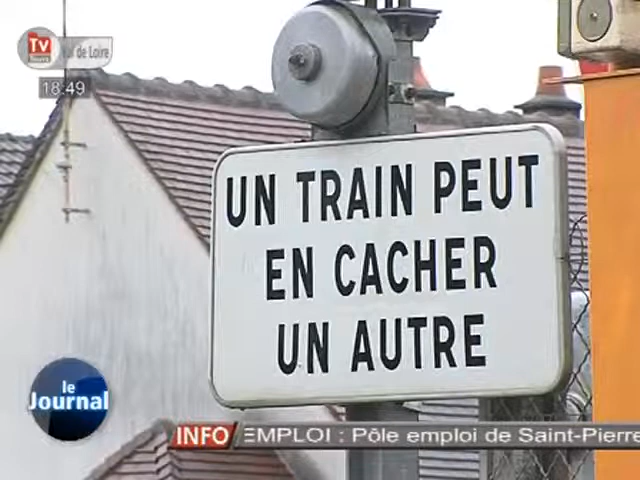 Tv
Val de Loire
Tours
18:49
UN TRAIN PEUT
EN CACHER
UN AUTRE
le
Journal
INFO EMPLOI : Pôle emploi de Saint-Pierre